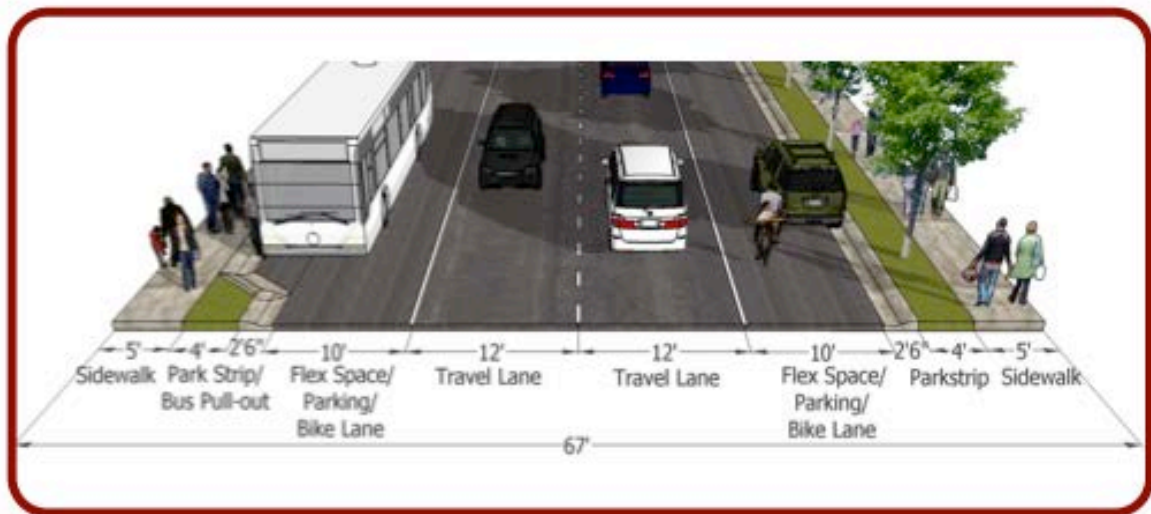 5' 4' 2'6" 10' 12' 12' 10' 2'6" 4' 5'
Sidewalk Park Strip/ Flex Space/ Travel Lane Travel Lane Flex Space/ Parkstrip Sidewalk
Bus Pull-out Parking/ Parking/
Bike Lane Bike Lane
67'